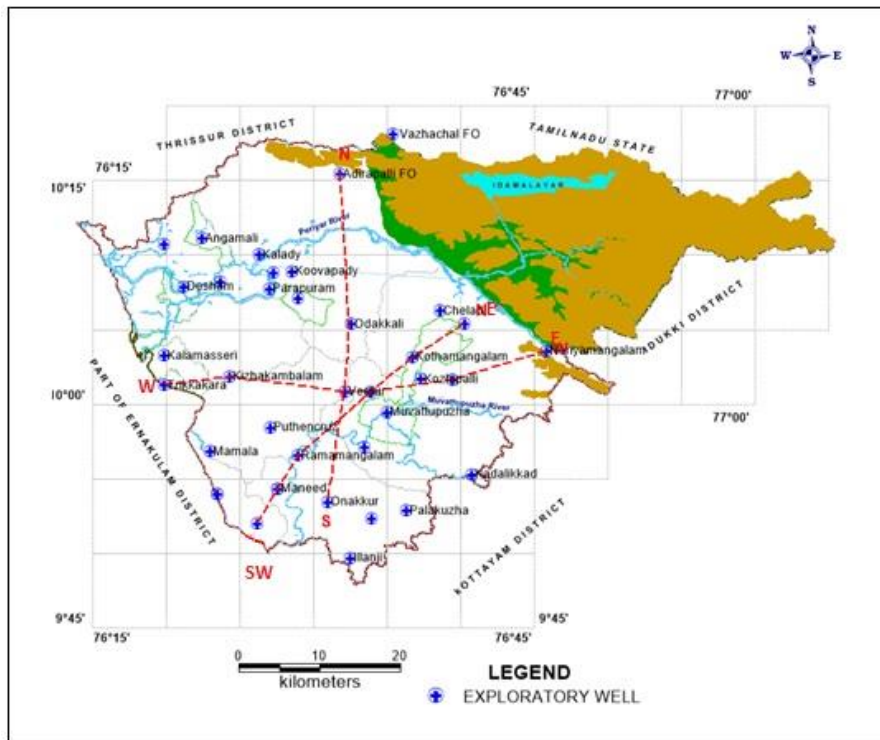 N
W E
S
76°45'
77°00'
THRISSUR DISTRICT
TAMILNADU STATE
Vazhachal FO
N
76°15'
10°15'
Adirapalli FO
IDAMALAYAR
Periyar River
Angamali
Kalady
Koovapady
Desham
Parapuram
Chelad
NE
Odakkali
E
IDUKKI DISTRICT
Kalamasseri
Kothamangalam
W
Trikkakara
Kizhakambalam
Kozhipalli
10°00'
77°00'
Muvattupuzha River
Muvattupuzha
PART OF ERNAKULAM DISTRICT
Puthencruz
Mamala
Ramamangalam
Kadalikkad
Maneed
Onakkur
Palakuzha
S
kOTTAYAM DISTRICT
Illanji
SW
9°45'
9°45'
76°15'
76°45'
0 10 20
kilometers
LEGEND
EXPLORATORY WELL